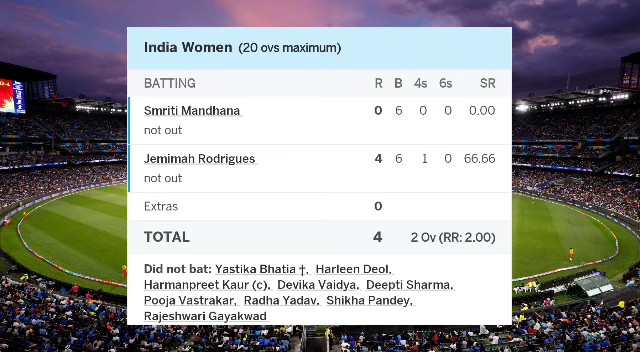 India Women (20 ovs maximum)
BATTING R B 4s 6s SR
Smriti Mandhana 0 6 0 0 0.00
not out
Jemimah Rodrigues 4 6 1 0 66.66
not out
Extras 0
TOTAL 4 2 Ov (RR: 2.00)
Did not bat: Yastika Bhatia †, Harleen Deol,
Harmanpreet Kaur (c), Devika Vaidya, Deepti Sharma,
Pooja Vastrakar, Radha Yadav, Shikha Pandey,
Rajeshwari Gayakwad